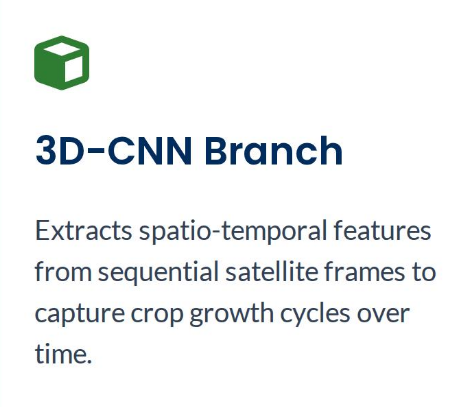 3D-CNN Branch
Extracts spatio-temporal features
from sequential satellite frames to
capture crop growth cycles over
time.